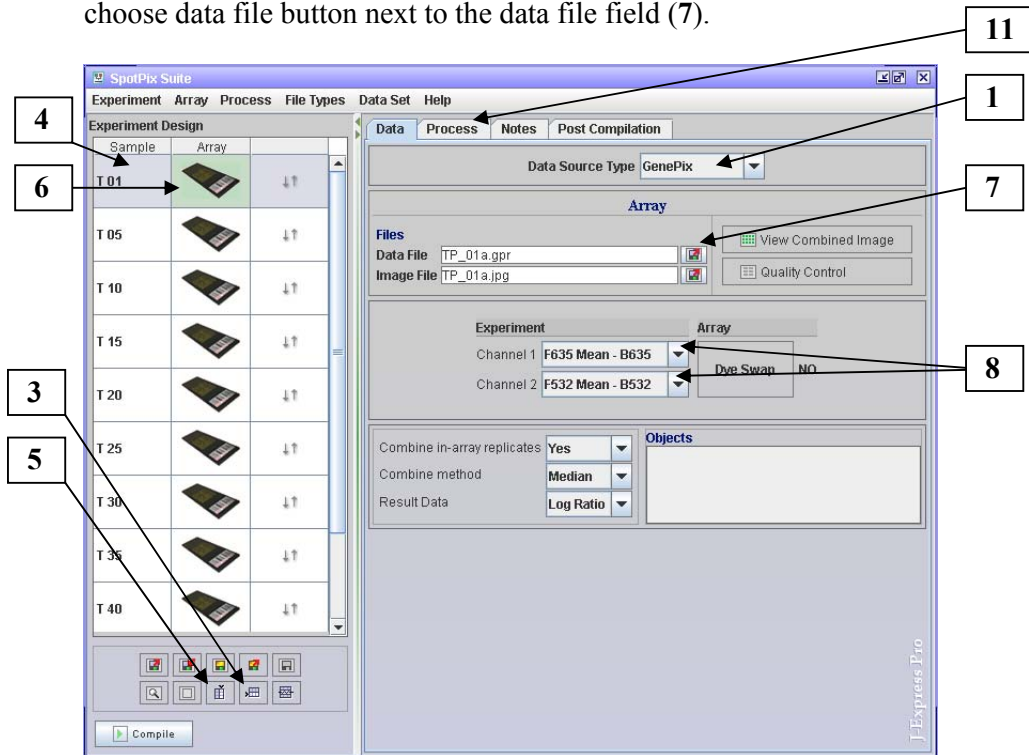 choose data file button next to the data file field (7).
11
SpotPix Suite
Experiment Array Process File Types Data Set Help
1
4
Experiment Design
Data Process Notes Post Compilation
Sample Array
Data Source Type GenePix
6
T 01
7
Array
Files
View Combined Image
T 05
Data File TP_01a.gpr
Image File TP_01a.jpg
Quality Control
T 10
Experiment Array
T 15
Channel 1 F635 Mean - B635
Dye Swap NO
8
Channel 2 F532 Mean - B532
3
T 20
5
T 25
Combine in-array replicates Yes
Objects
Combine method Median
Result Data Log Ratio
T 30
T 35
T 40
J-Express Pro
Compile